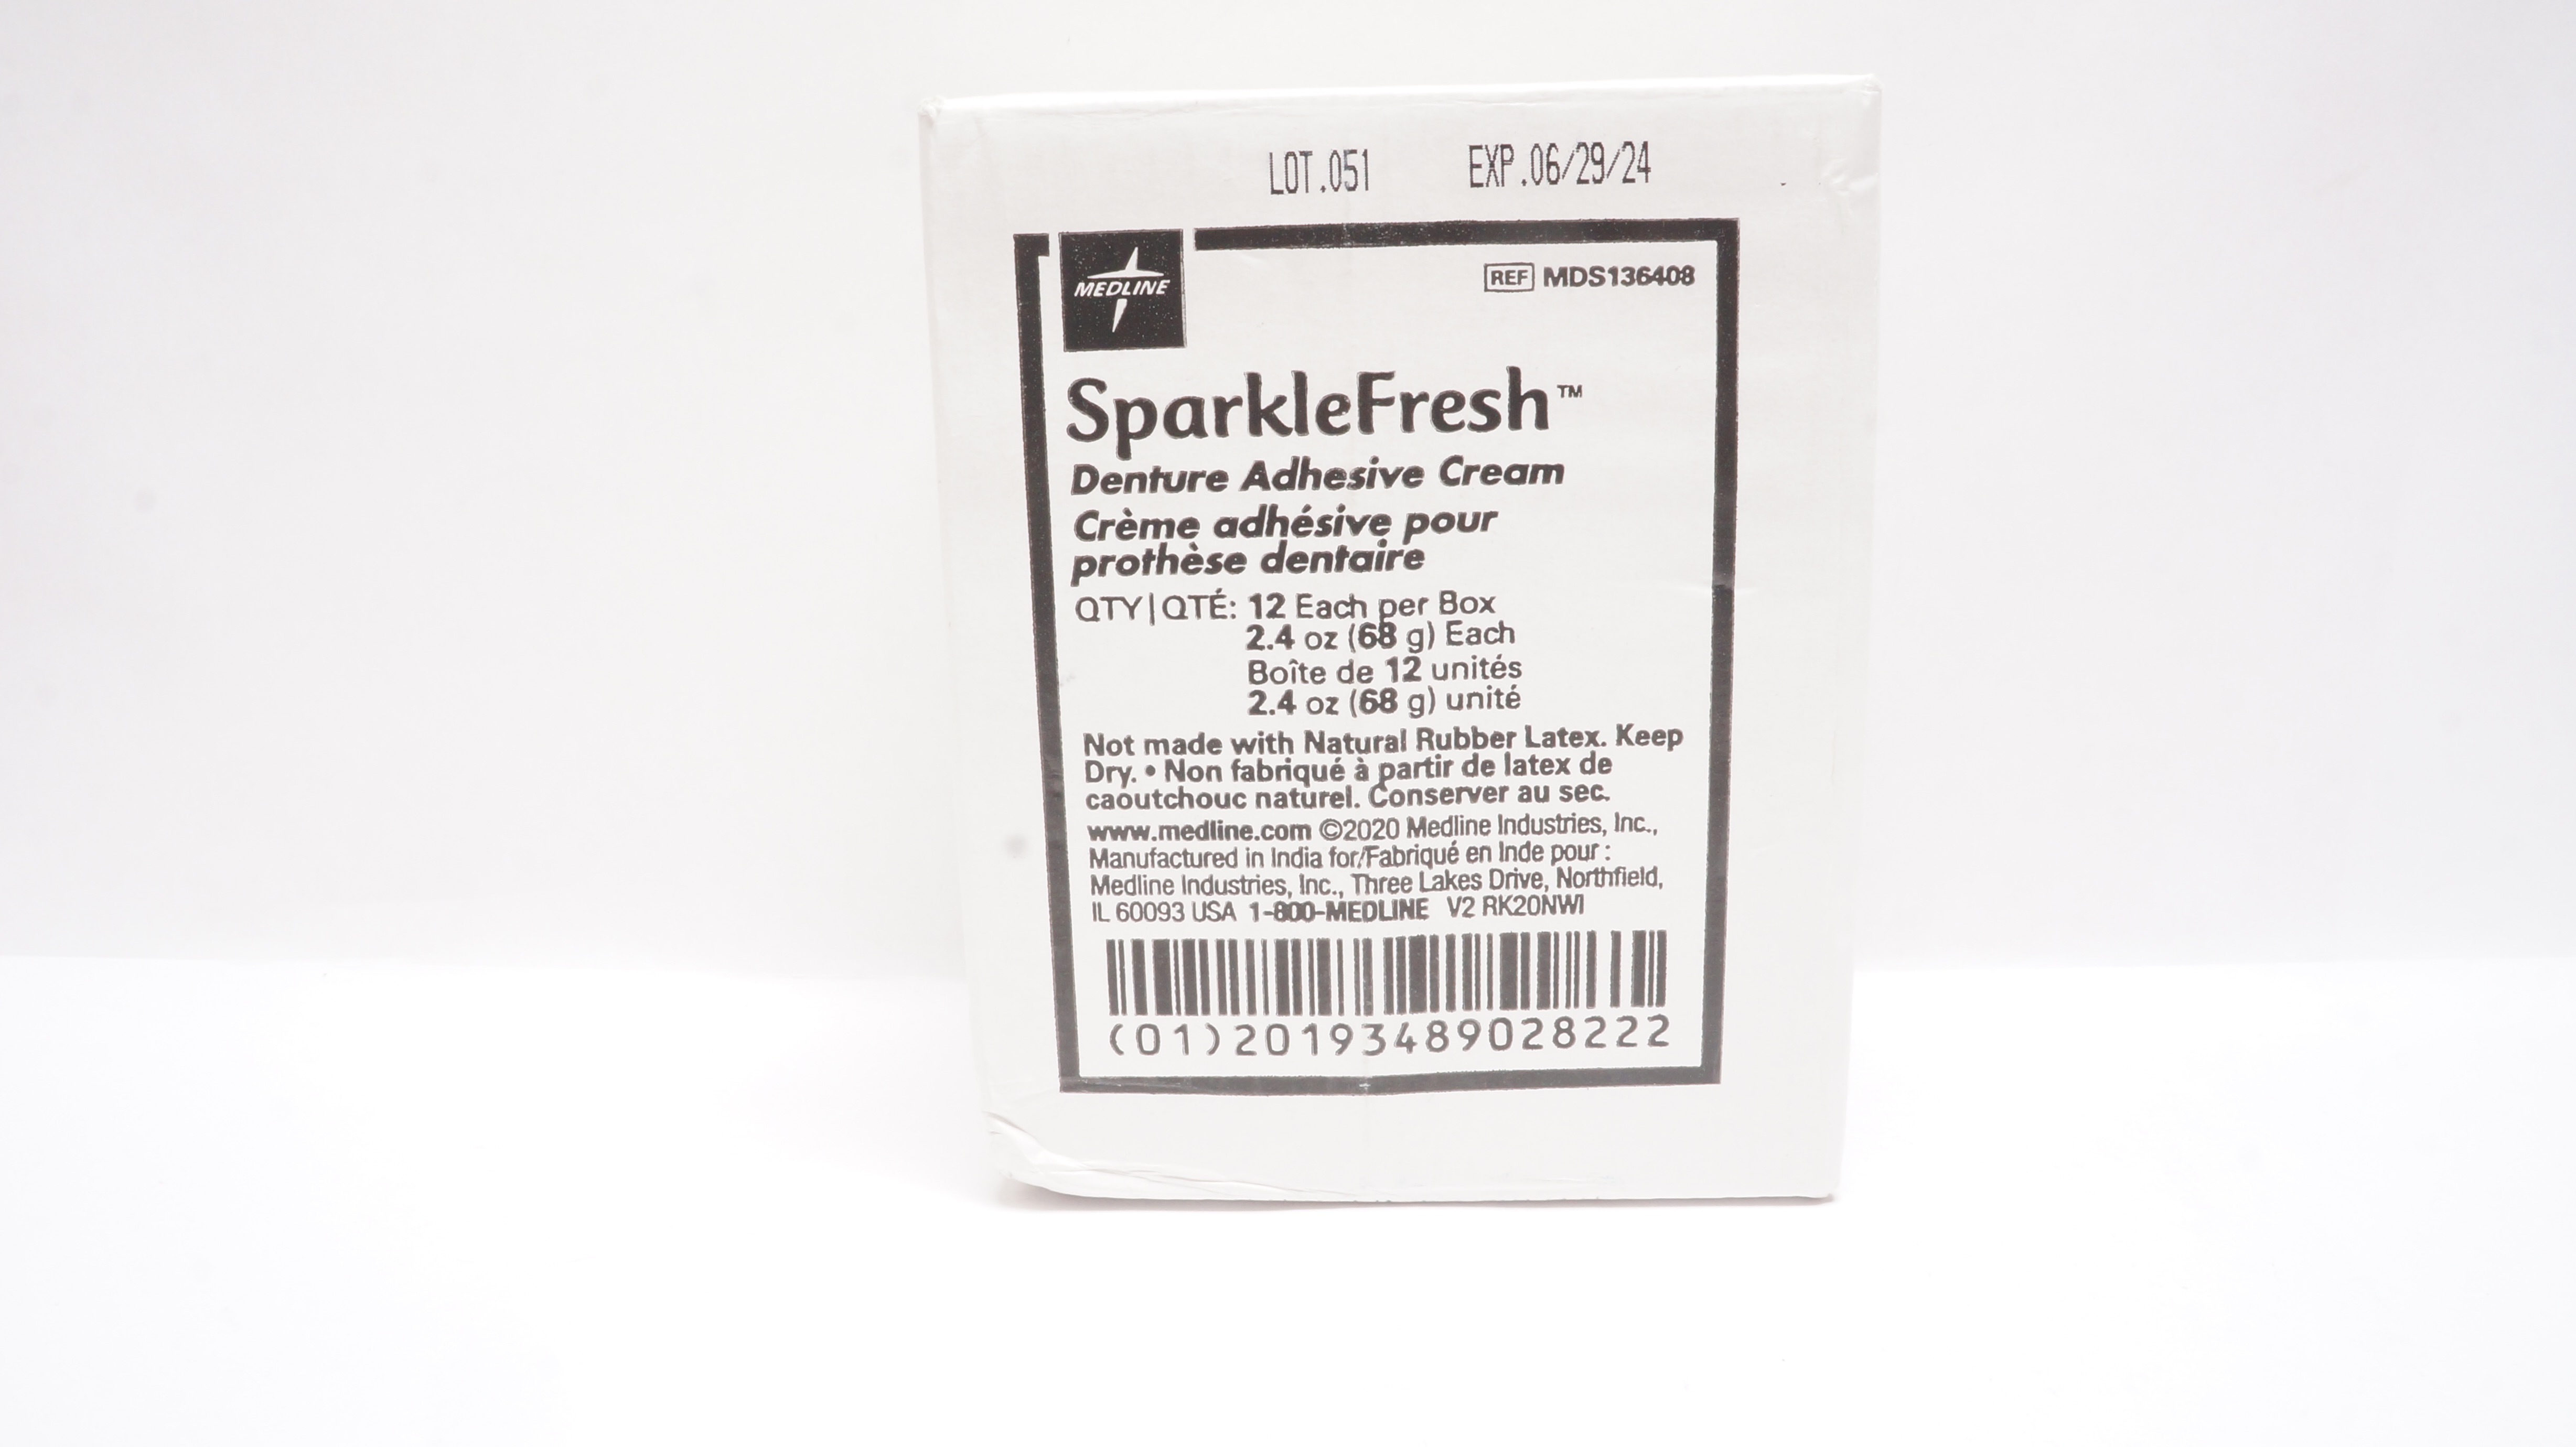 LOT.051 EXP.06/29/24
MEDLINE
REF MDS136408
SparkleFresh™
Denture Adhesive Cream
Crème adhésive pour
prothèse dentaire
QTY|QTÉ: 12 Each per Box
2.4 oz (68 g) Each
Boîte de 12 unités
2.4 oz (68 g) unité
Not made with Natural Rubber Latex. Keep
Dry. • Non fabriqué à partir de latex de
caoutchouc naturel. Conserver au sec.
www.medline.com ©2020 Medline Industries, Inc.,
Manufactured in India for/Fabriqué en Inde pour :
Medline Industries, Inc., Three Lakes Drive, Northfield,
IL 60093 USA 1-800-MEDLINE V2 RK20NWI
(01)20193489028222